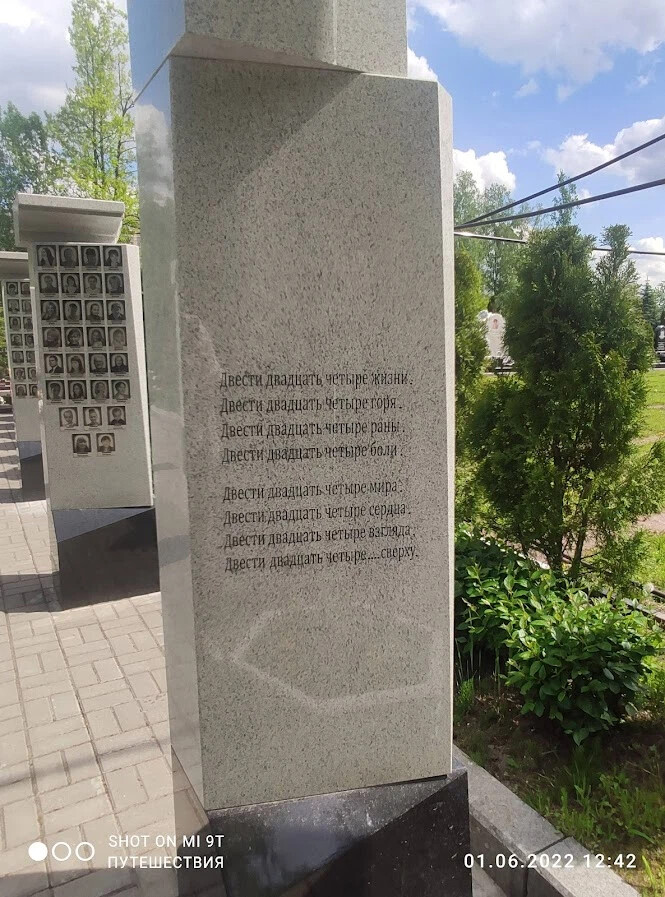 Двести двадцать четыре жизни.
Двести двадцать четыре горя.
Двести двадцать четыре раны.
Двести двадцать четыре боли.
Двести двадцать четыре мира.
Двести двадцать четыре сердца.
Двести двадцать четыре взгляда.
Двести двадцать четыре....сверху.
SHOT ON MI 9T
ПУТЕШЕСТВИЯ
01.06.2022 12:42